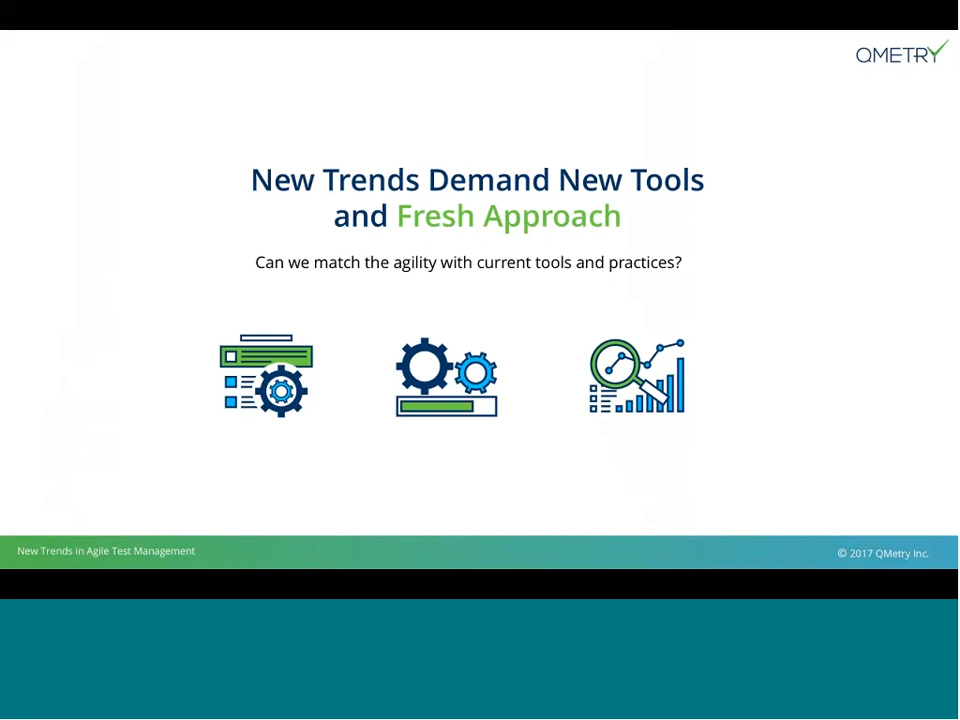 QMETRY
New Trends Demand New Tools
and Fresh Approach
Can we match the agility with current tools and practices?
New Trends in Agile Test Management
© 2017 QMetry Inc.